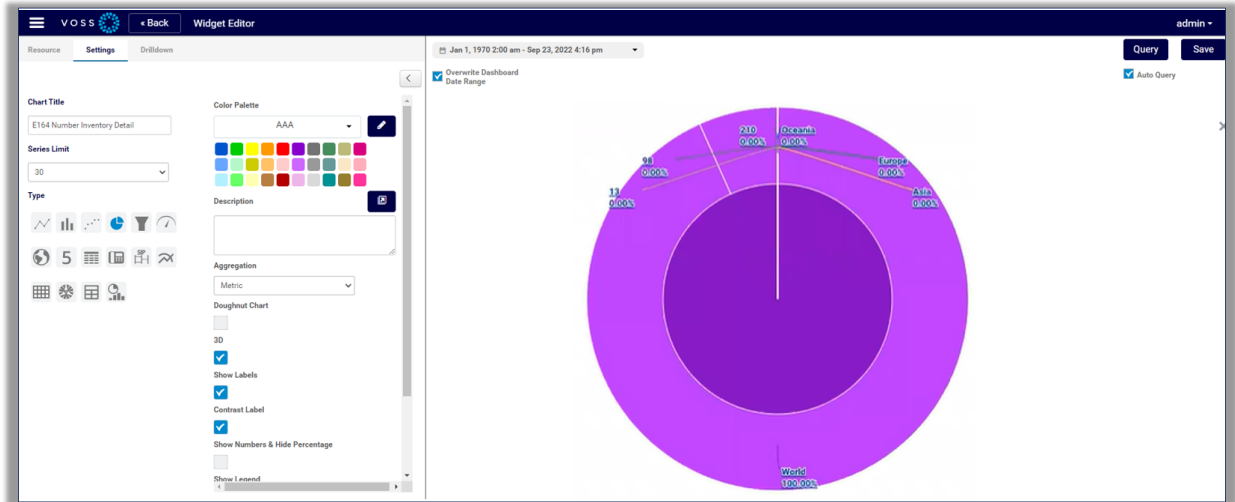 VOSS
« Back
Widget Editor
admin
Resource
Settings
Drilldown
Jan 1, 1970 2:00 am - Sep 23, 2022 4:16 pm
Query
Save
Overwrite Dashboard
Date Range
Auto Query
Chart Title
E164 Number Inventory Detail
Series Limit
30
Type
5
SIP
Color Palette
AAA
Description
Aggregation
Metric
Doughnut Chart
3D
Show Labels
Contrast Label
Show Numbers & Hide Percentage
Show Legend
210
0.00%
Oceania
0.00%
98
0.00%
Europe
0.00%
13
0.00%
Asia
0.00%
World
100.00%